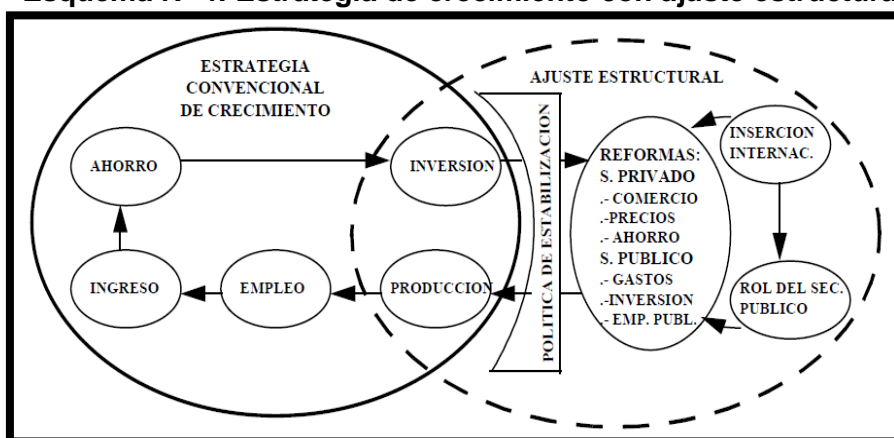 ESTRATEGIA
CONVENCIONAL
DE CRECIMIENTO
AJUSTE ESTRUCTURAL
AHORRO
INVERSION
INGRESO
EMPLEO
PRODUCCION
POLITICA DE ESTABILIZACION
REFORMAS:
S. PRIVADO
.- COMERCIO
.-PRECIOS
.- AHORRO
S. PUBLICO
.- GASTOS
.-INVERSION
.- EMP. PUBL.
INSERCION
INTERNAC.
ROL DEL SEC.
PUBLICO